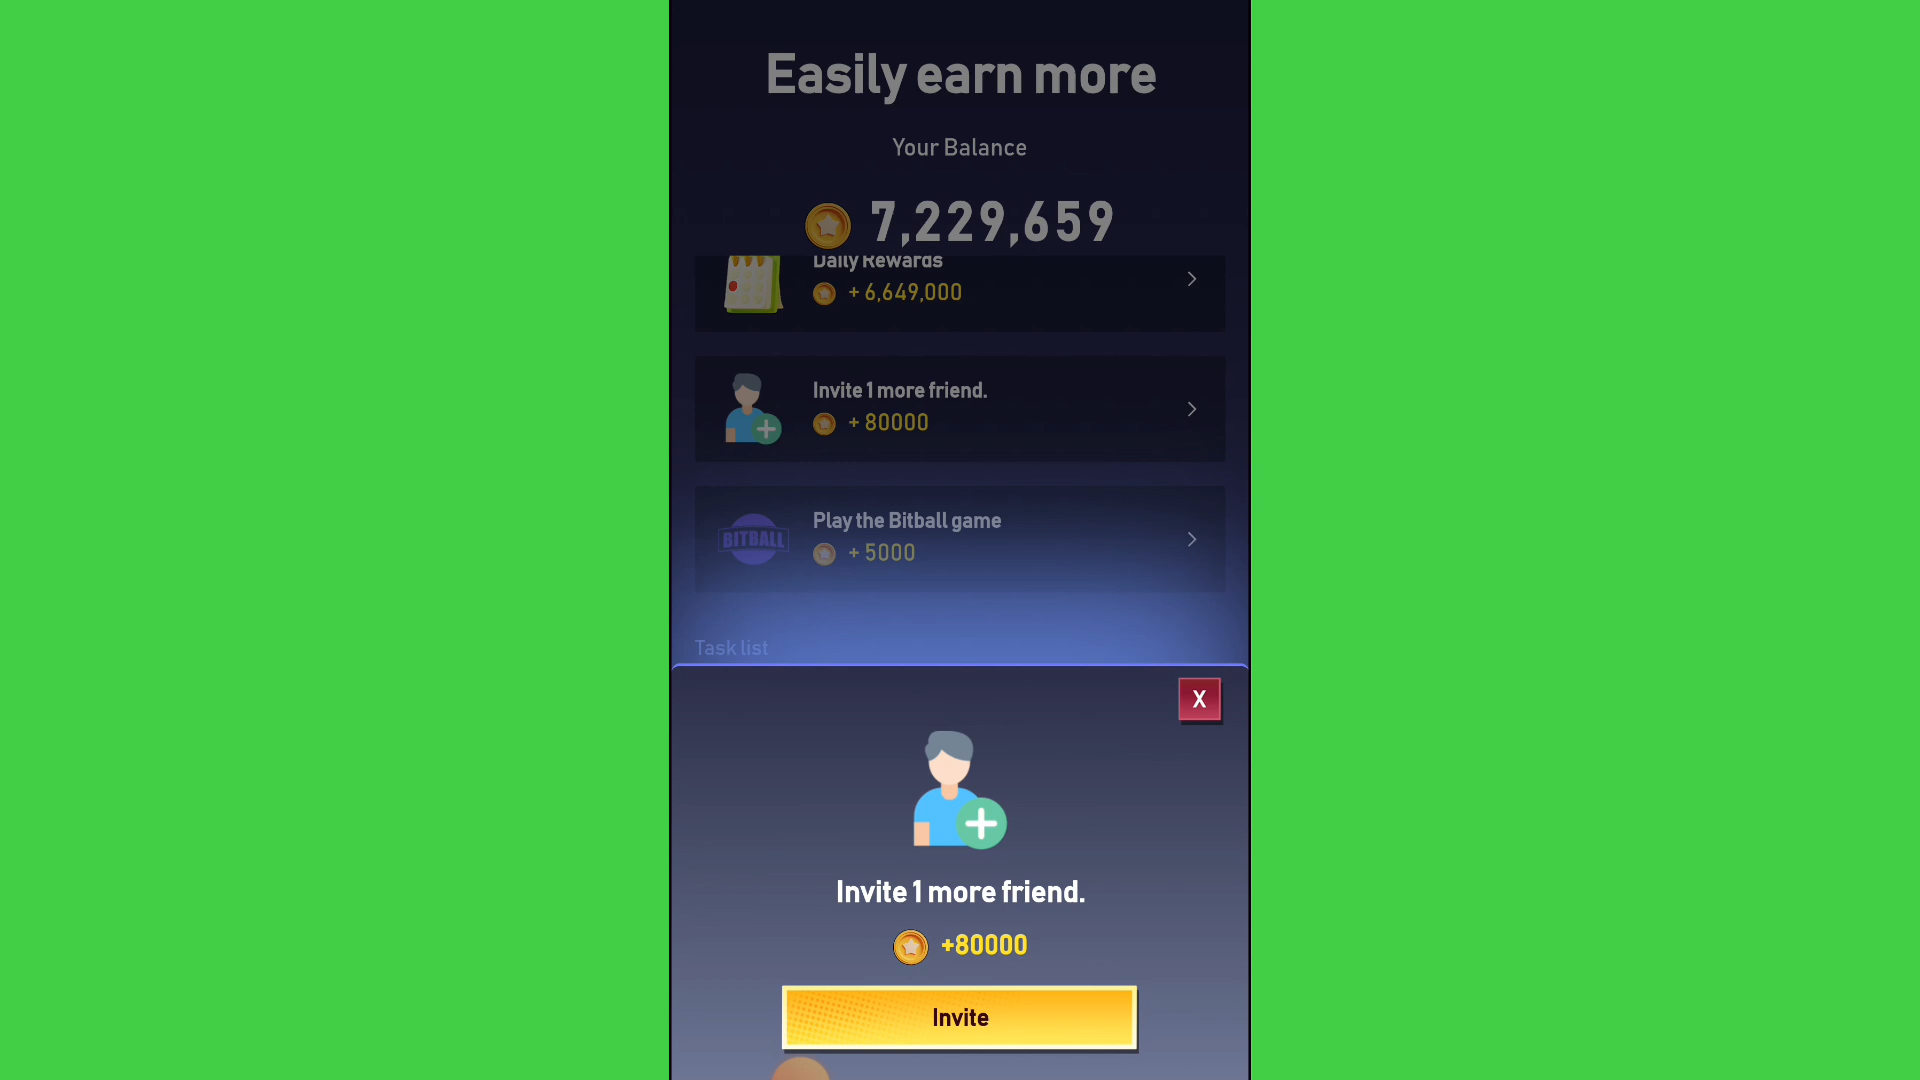 Easily earn more
Your Balance
7,229,659
Daily Rewards
+ 6,649,000
Invite 1 more friend.
+ 80000
BITBALL
Play the Bitball game
+ 5000
Task list
X
Invite 1 more friend.
+80000
Invite